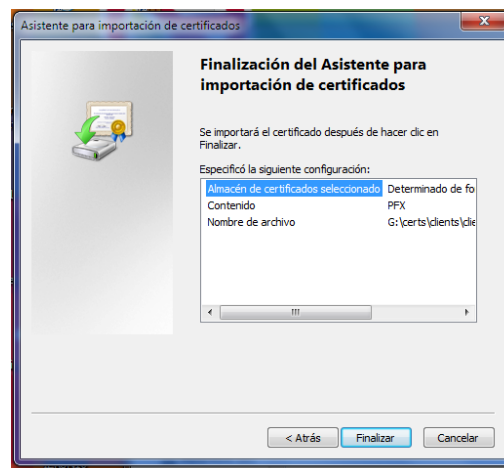 Asistente para importación de certificados
Finalización del Asistente para
importación de certificados
Se importará el certificado después de hacer clic en
Finalizar.
Especificó la siguiente configuración:
Almacén de certificados seleccionado Determinado de fo
Contenido PFX
Nombre de archivo G:\certs\clients\clie
< Atrás Finalizar Cancelar